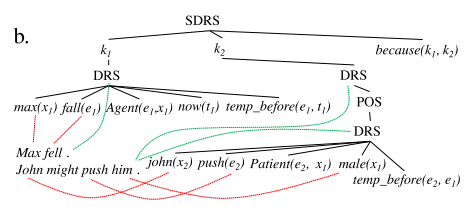 SDRS
b.
k1 k2 because(k1, k2)
DRS DRS
max(x1) fall(e1) Agent(e1,x1) now(t1) temp_before(e1, t1) POS
DRS
Max fell .
john(x2) push(e2) Patient(e2, x1) male(x1)
John might push him .
temp_before(e2, e1)